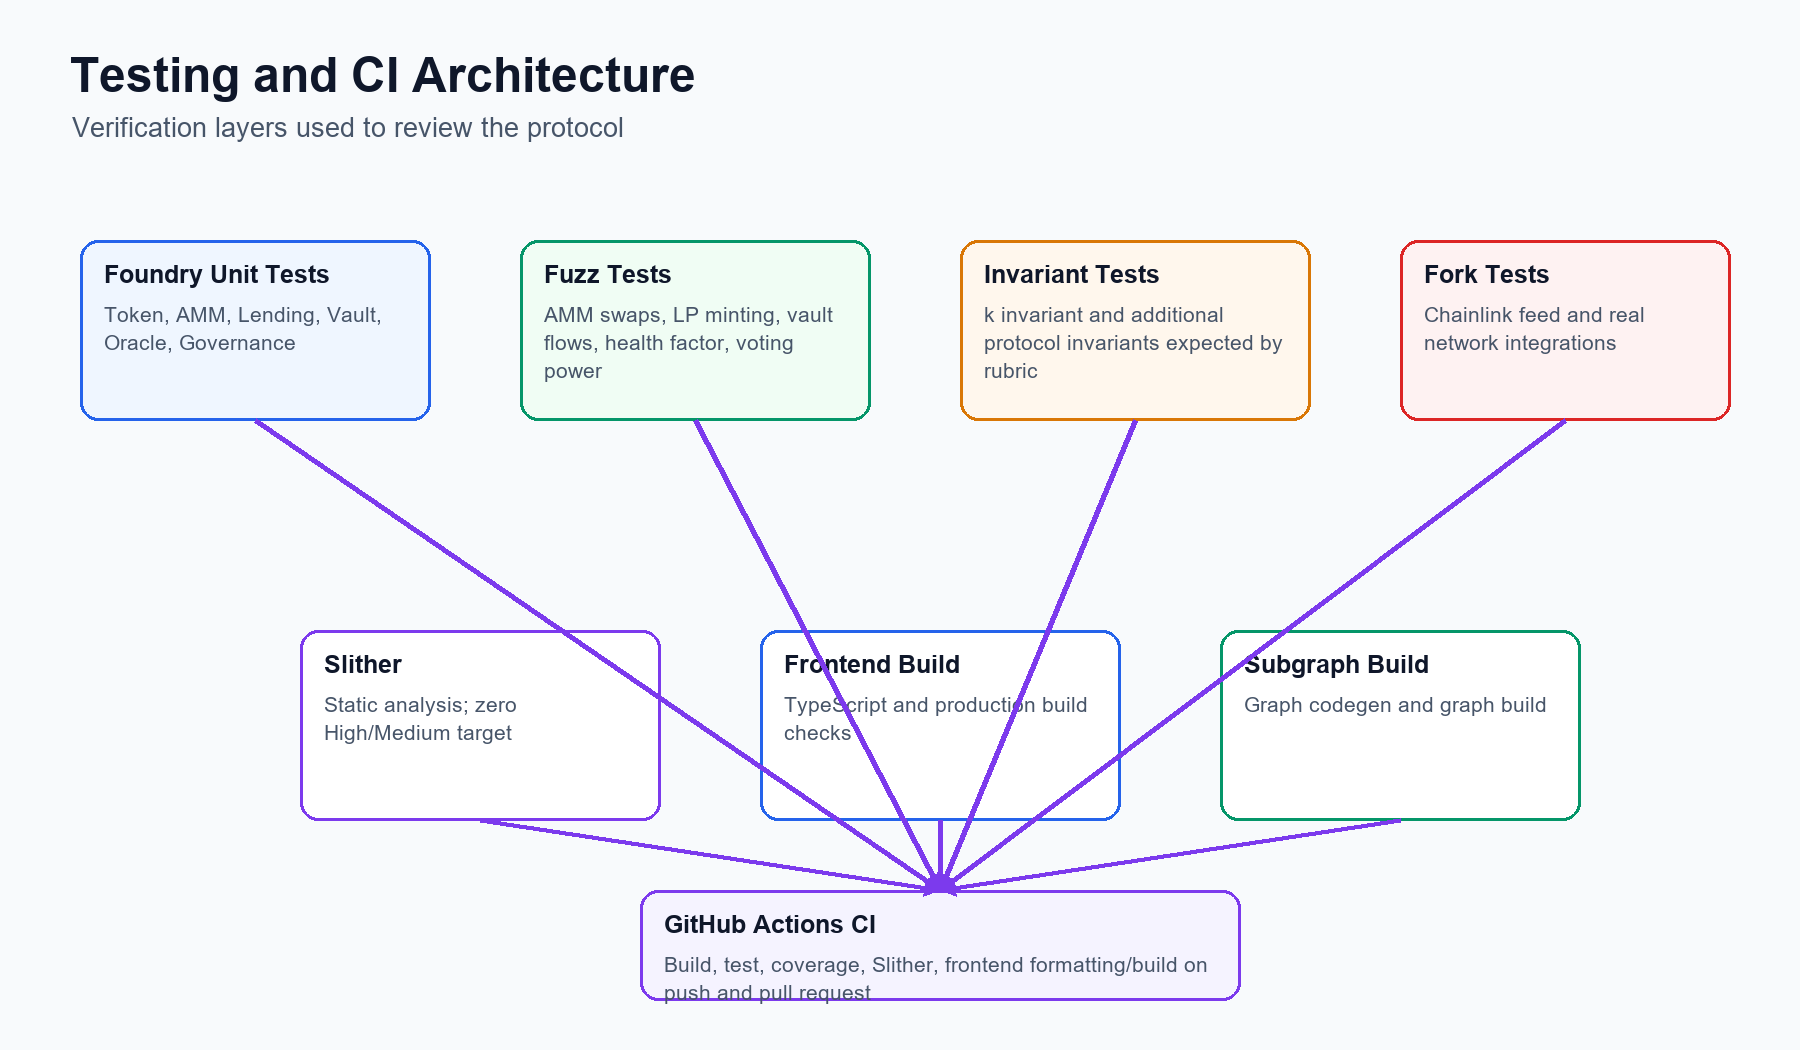 Testing and CI Architecture
Verification layers used to review the protocol
Foundry Unit Tests
Token, AMM, Lending, Vault,
Oracle, Governance
Fuzz Tests
AMM swaps, LP minting, vault
flows, health factor, voting
power
Invariant Tests
k invariant and additional
protocol invariants expected by
rubric
Fork Tests
Chainlink feed and real
network integrations
Slither
Static analysis; zero
High/Medium target
Frontend Build
TypeScript and production build
checks
Subgraph Build
Graph codegen and graph build
GitHub Actions CI
Build, test, coverage, Slither, frontend formatting/build on
push and pull request